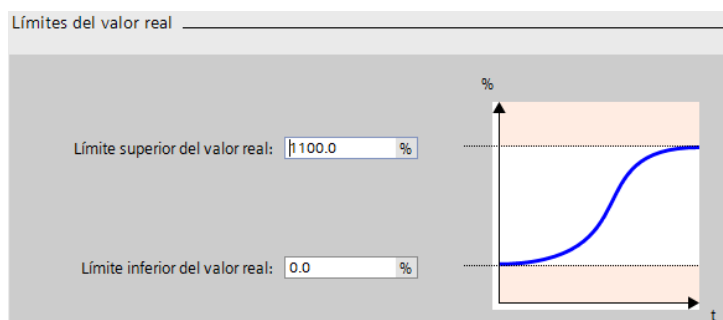 Límites del valor real
%
Límite superior del valor real: 1100.0 %
Límite inferior del valor real: 0.0 %
t